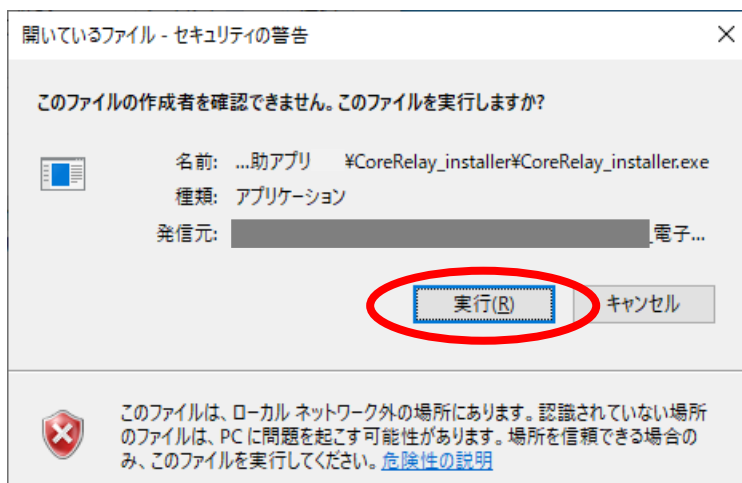 開いているファイル - セキュリティの警告
このファイルの作成者を確認できません。このファイルを実行しますか?
名前: ...助アプリ ¥CoreRelay_installer¥CoreRelay_installer.exe
種類: アプリケーション
発信元: _電子...
実行(R) キャンセル
このファイルは、ローカル ネットワーク外の場所にあります。認識されていない場所
のファイルは、PC に問題を起こす可能性があります。場所を信頼できる場合の
み、このファイルを実行してください。危険性の説明